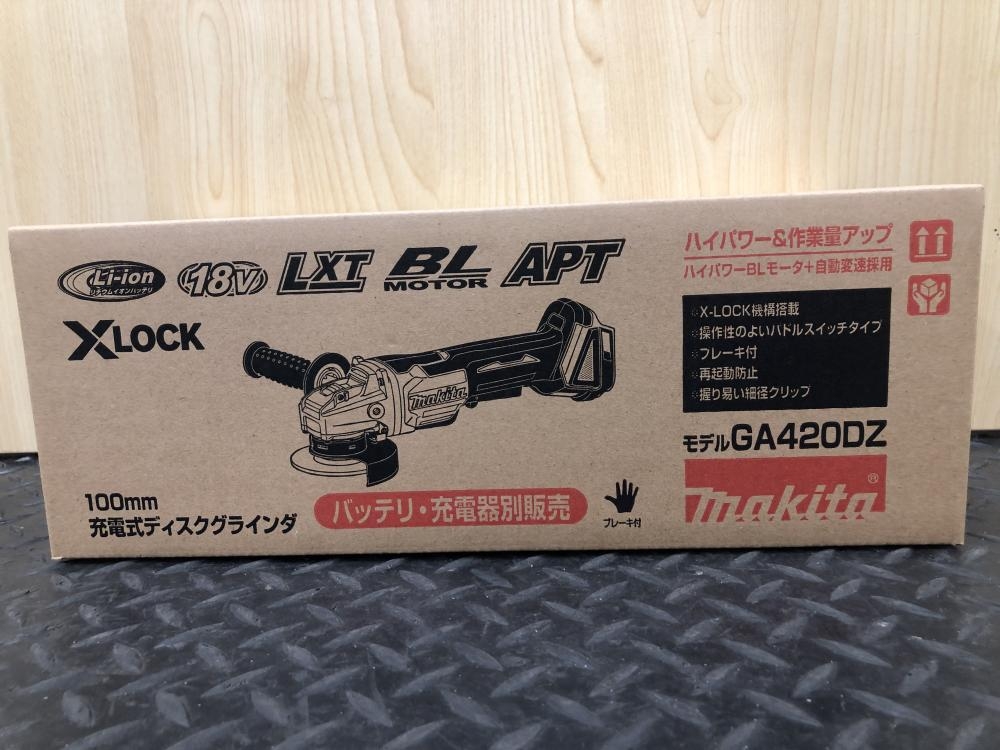 Li-ion
リチウムイオンバッテリ
18V
LXT
BL
MOTOR
APT
XLOCK
makita
100mm
充電式ディスクグラインダ
バッテリ・充電器別販売
ブレーキ付
ハイパワー&作業量アップ
ハイパワーBLモータ+自動変速採用
X-LOCK機構搭載
操作性のよいパドルスイッチタイプ
ブレーキ付
再起動防止
握り易い細径グリップ
モデルGA420DZ
makita®